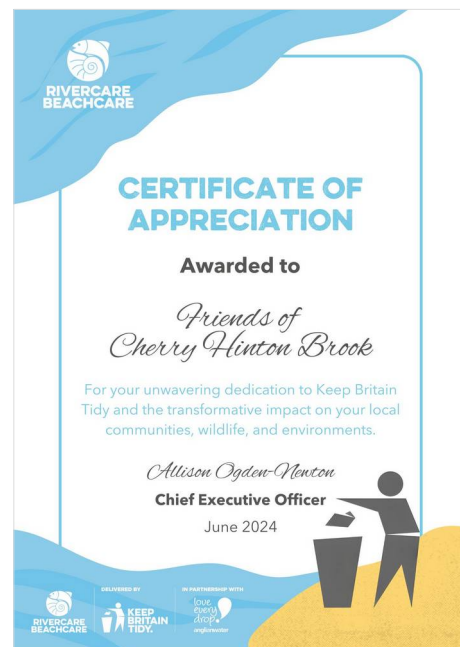 RIVERCARE
BEACHCARE
CERTIFICATE OF
APPRECIATION
Awarded to
Friends of
Cherry Hinton Brook
For your unwavering dedication to Keep Britain
Tidy and the transformative impact on your local
communities, wildlife, and environments.
Allison Ogden-Newton
Chief Executive Officer
June 2024
RIVERCARE
BEACHCARE
DELIVERED BY
KEEP
BRITAIN
TIDY.
IN PARTNERSHIP WITH
love
every
drop
anglianwater